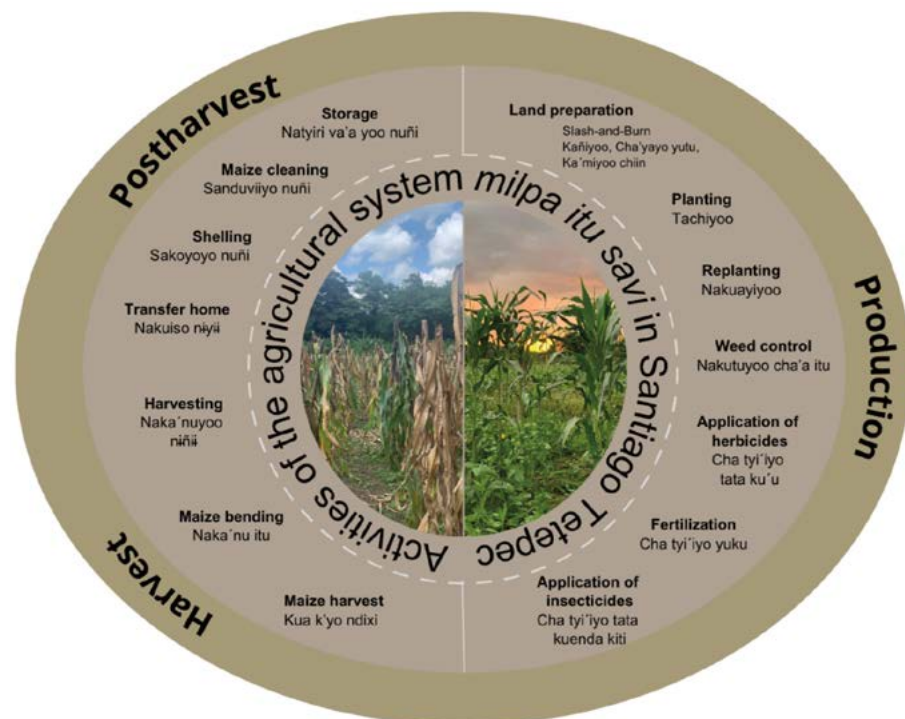 Activities of the agricultural system milpa itu savi in Santiago Tetepec
Production
Land preparation
Slash-and-Burn
Kañiyoo, Cha'yayo yutu,
Ka´miyoo chiin
Planting
Tachiyoo
Replanting
Nakuayiyoo
Weed control
Nakutuyoo cha'a itu
Application of
herbicides
Cha tyi´iyo
tata ku´u
Fertilization
Cha tyi´iyo yuku
Application of
insecticides
Cha tyi´iyo tata
kuenda kiti
Harvest
Maize harvest
Kua k'yo ndixi
Maize bending
Naka´nu itu
Harvesting
Naka´nuyoo
nɨñɨɨ
Transfer home
Nakuiso nɨyɨɨ
Postharvest
Shelling
Sakoyoyo nuñi
Maize cleaning
Sanduviiyo nuñi
Storage
Natyiri va'a yoo nuñi